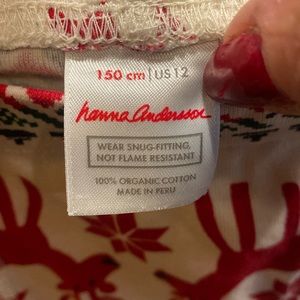 150 cm | US 12
hanna andersson
WEAR SNUG-FITTING,
NOT FLAME RESISTANT
100% ORGANIC COTTON
MADE IN PERU